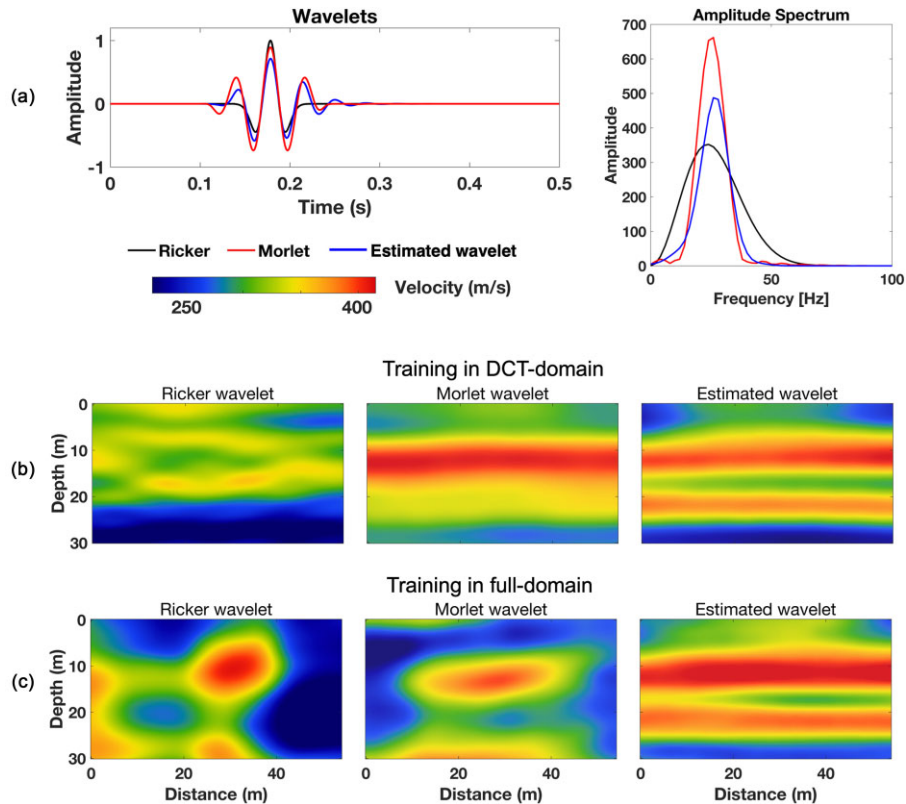 Wavelets
Amplitude Spectrum
(a)
Amplitude
1
0
-1
0 0.1 0.2 0.3 0.4 0.5
Time (s)
Amplitude
700
600
500
400
300
200
100
0
0 50 100
Frequency [Hz]
Ricker Morlet Estimated wavelet
250 400 Velocity (m/s)
Training in DCT-domain
Ricker wavelet Morlet wavelet Estimated wavelet
(b)
Depth (m)
0
10
20
30
Training in full-domain
Ricker wavelet Morlet wavelet Estimated wavelet
(c)
Depth (m)
0
10
20
30
0 20 40 0 20 40 0 20 40
Distance (m) Distance (m) Distance (m)